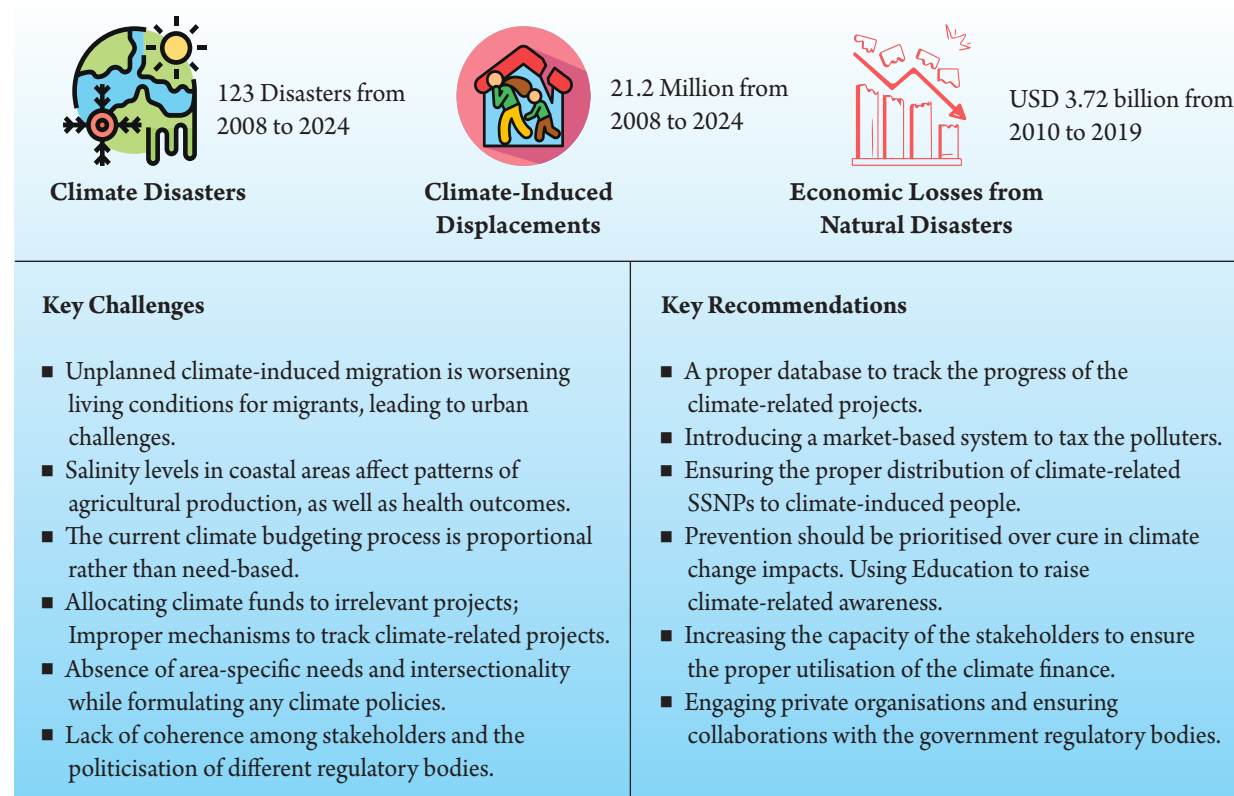 123 Disasters from
2008 to 2024
Climate Disasters
21.2 Million from
2008 to 2024
Climate-Induced
Displacements
USD 3.72 billion from
2010 to 2019
Economic Losses from
Natural Disasters
Key Challenges
■ Unplanned climate-induced migration is worsening
living conditions for migrants, leading to urban
challenges.
■ Salinity levels in coastal areas affect patterns of
agricultural production, as well as health outcomes.
■ The current climate budgeting process is proportional
rather than need-based.
■ Allocating climate funds to irrelevant projects;
Improper mechanisms to track climate-related projects.
■ Absence of area-specific needs and intersectionality
while formulating any climate policies.
■ Lack of coherence among stakeholders and the
politicisation of different regulatory bodies.
Key Recommendations
■ A proper database to track the progress of the
climate-related projects.
■ Introducing a market-based system to tax the polluters.
■ Ensuring the proper distribution of climate-related
SSNPs to climate-induced people.
■ Prevention should be prioritised over cure in climate
change impacts. Using Education to raise
climate-related awareness.
■ Increasing the capacity of the stakeholders to ensure
the proper utilisation of the climate finance.
■ Engaging private organisations and ensuring
collaborations with the government regulatory bodies.